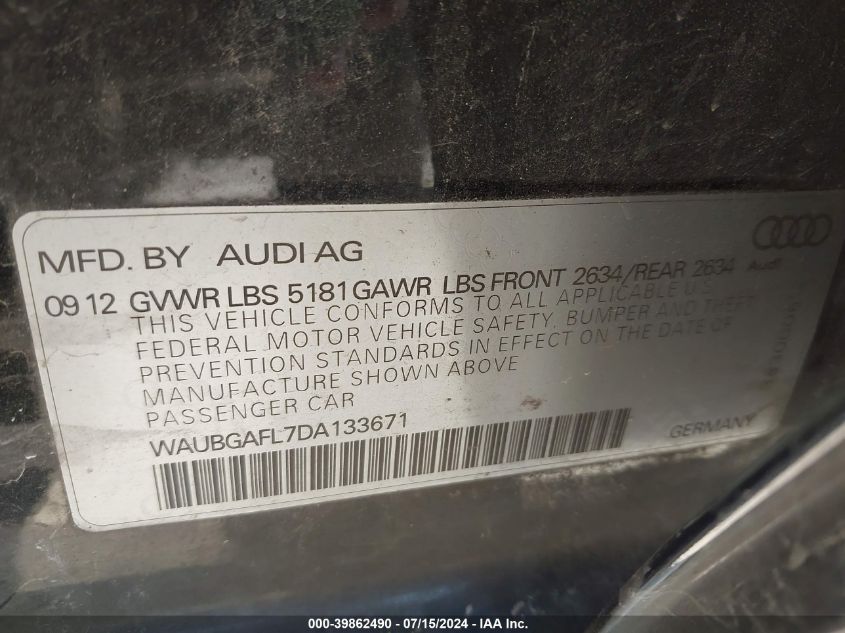 MFD. BY AUDI AG
09 12 GVWR LBS 5181 GAWR LBS FRONT 2634/REAR 2634
Audi
THIS VEHICLE CONFORMS TO ALL APPLICABLE U.S.
FEDERAL MOTOR VEHICLE SAFETY, BUMPER AND THEFT
PREVENTION STANDARDS IN EFFECT ON THE DATE OF
MANUFACTURE SHOWN ABOVE
PASSENGER CAR
WAUBGAFL7DA133671
GERMANY
000-39862490 - 07/15/2024 - IAA Inc.